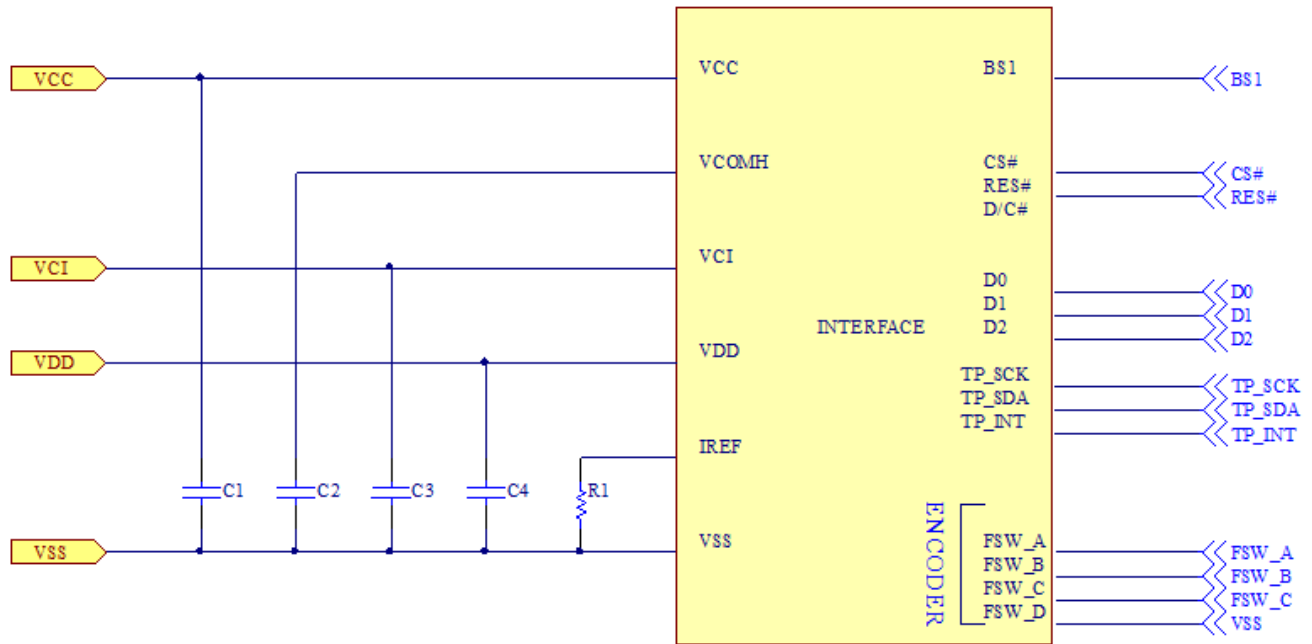 VCC
VCI
VDD
VSS
C1
C2
C3
C4
R1
VCC
VCOMH
VCI
VDD
IREF
VSS
INTERFACE
BS1
CS#
RES#
D/C#
D0
D1
D2
TP_SCK
TP_SDA
TP_INT
ENCODER
FSW_A
FSW_B
FSW_C
FSW_D
BS1
CS#
RES#
D0
D1
D2
TP_SCK
TP_SDA
TP_INT
FSW_A
FSW_B
FSW_C
VSS